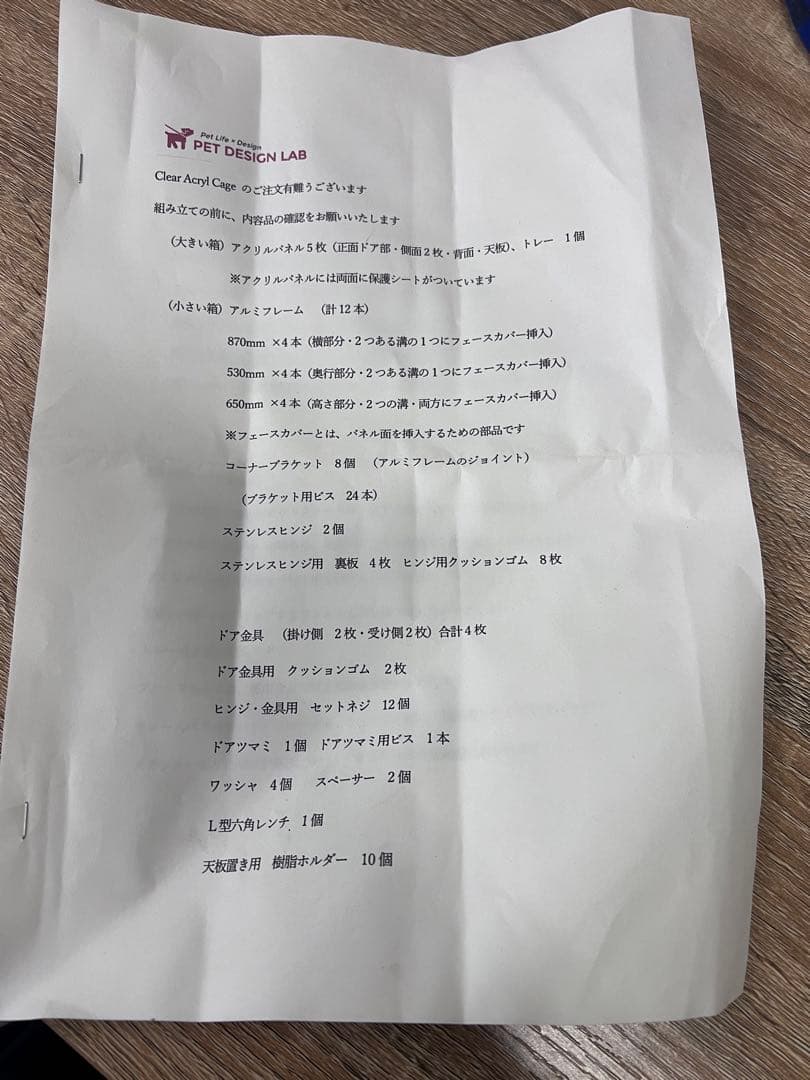 Pet Life × Design
PET DESIGN LAB
Clear Acryl Cage のご注文有難うございます
組み立ての前に、内容品の確認をお願いいたします
（大きい箱）アクリルパネル５枚（正面ドア部・側面２枚・背面・天板）、トレー １個
※アクリルパネルには両面に保護シートがついています
（小さい箱）アルミフレーム （計12本）
870mm ×４本（横部分・２つある溝の１つにフェースカバー挿入）
530mm ×４本（奥行部分・２つある溝の１つにフェースカバー挿入）
650mm ×４本（高さ部分・２つの溝・両方にフェースカバー挿入）
※フェースカバーとは、パネル面を挿入するための部品です
コーナーブラケット ８個 （アルミフレームのジョイント）
（ブラケット用ビス 24本）
ステンレスヒンジ ２個
ステンレスヒンジ用 裏板 ４枚 ヒンジ用クッションゴム ８枚
ドア金具 （掛け側 ２枚・受け側２枚）合計４枚
ドア金具用 クッションゴム ２枚
ヒンジ・金具用 セットネジ 12個
ドアツマミ １個 ドアツマミ用ビス １本
ワッシャ ４個 スペーサー ２個
Ｌ型六角レンチ １個
天板置き用 樹脂ホルダー 10個